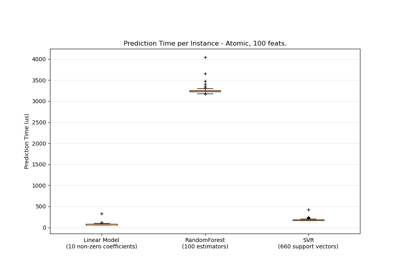 Prediction Time per Instance - Atomic, 100 feats.
4000
3500
3000
2500
2000
1500
1000
500
0
Prediction Time (us)
Linear Model
(10 non-zero coefficients)
RandomForest
(100 estimators)
SVR
(660 support vectors)